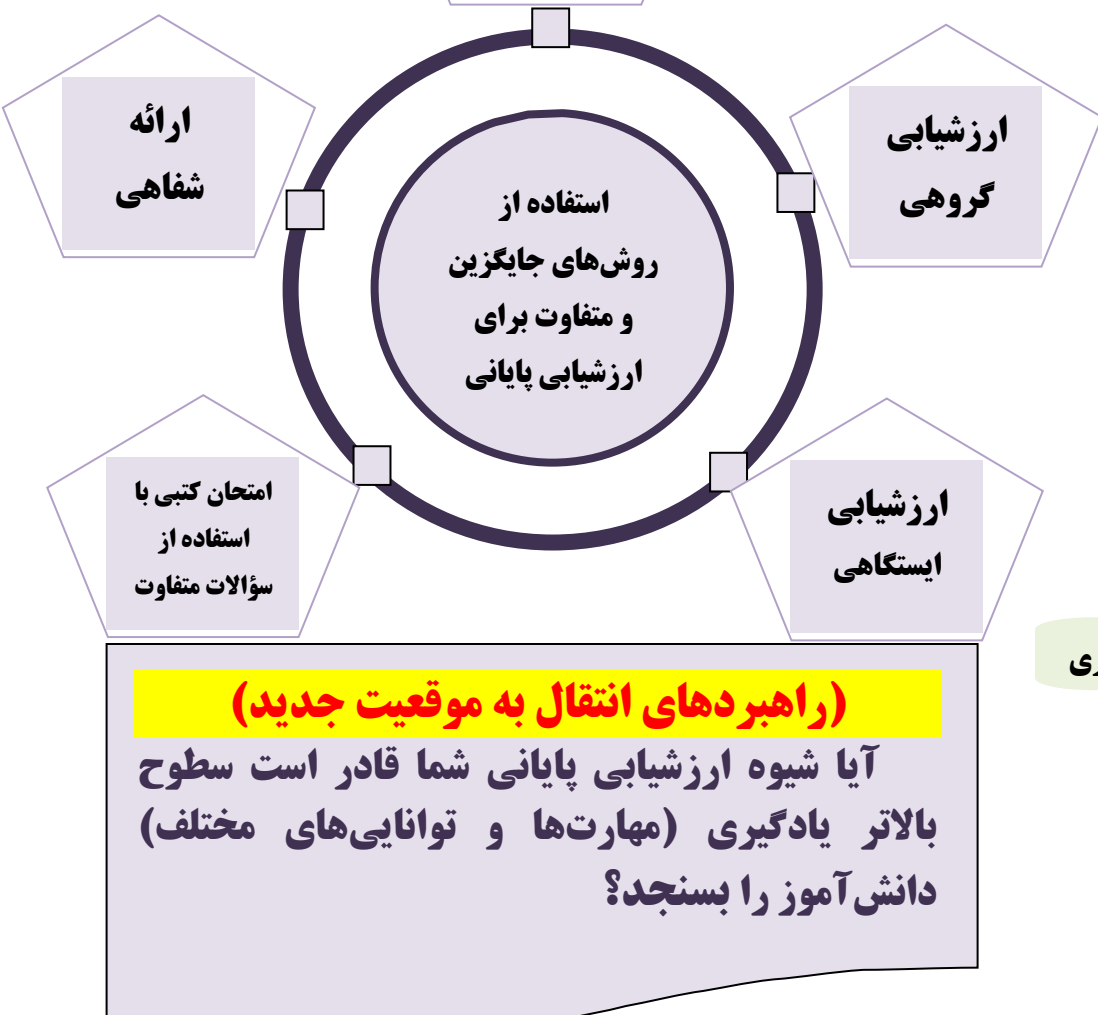 ارائه
شفاهی
ارزشیابی
گروهی
استفاده از
روش‌های جایگزین
و متفاوت برای
ارزشیابی پایانی
امتحان کتبی با
استفاده از
سؤالات متفاوت
ارزشیابی
ایستگاهی
(راهبردهای انتقال به موقعیت جدید)
آیا شیوه ارزشیابی پایانی شما قادر است سطوح
بالاتر یادگیری (مهارت‌ها و توانایی‌های مختلف)
دانش‌آموز را بسنجد؟